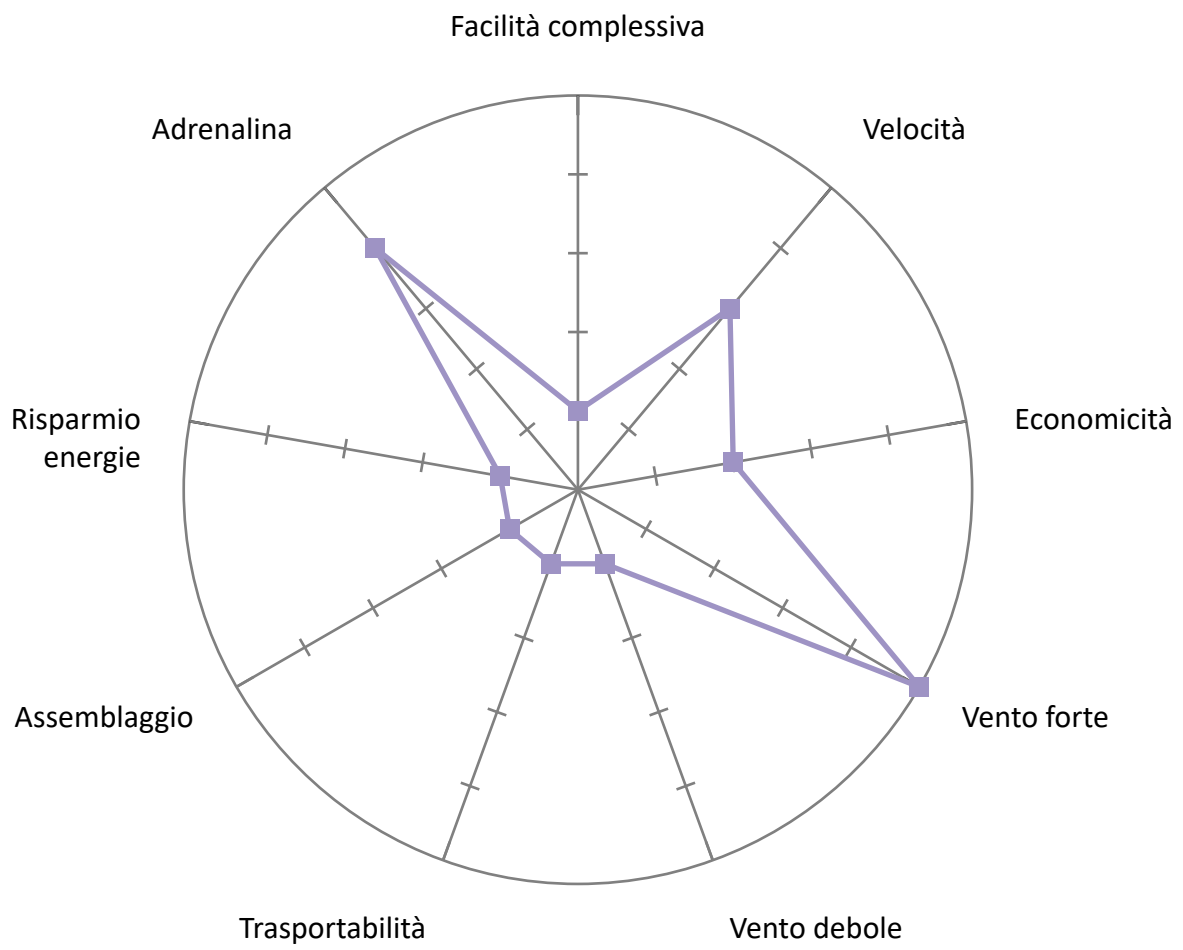 Facilità complessiva
Adrenalina
Velocità
Risparmio
energie
Economicità
Assemblaggio
Vento forte
Trasportabilità
Vento debole